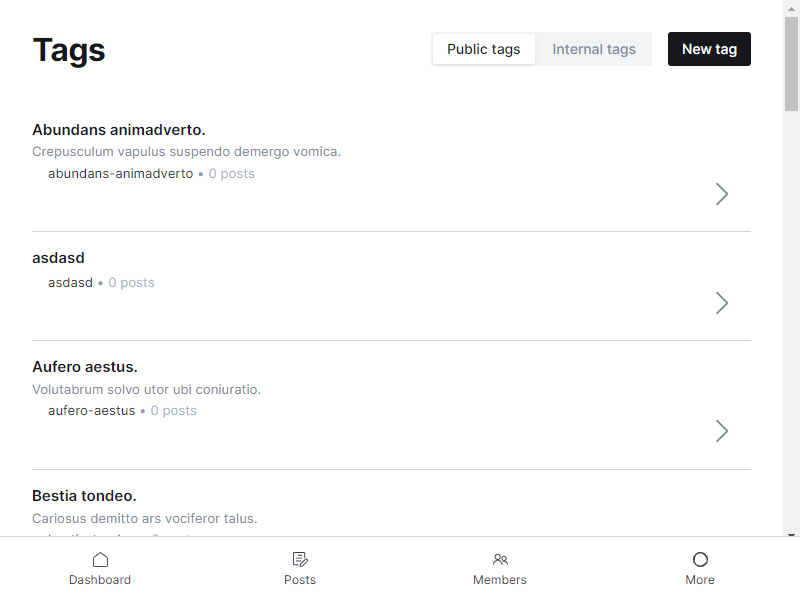 Tags
Public tags
Internal tags
New tag
Abundans animadverto.
Crepusculum vapulus suspendo demergo vomica.
abundans-animadverto • 0 posts
asdasd
asdasd • 0 posts
Aufero aestus.
Volutabrum solvo utor ubi coniuratio.
aufero-aestus • 0 posts
Bestia tondeo.
Cariosus demitto ars vociferor talus.
Dashboard
Posts
Members
More